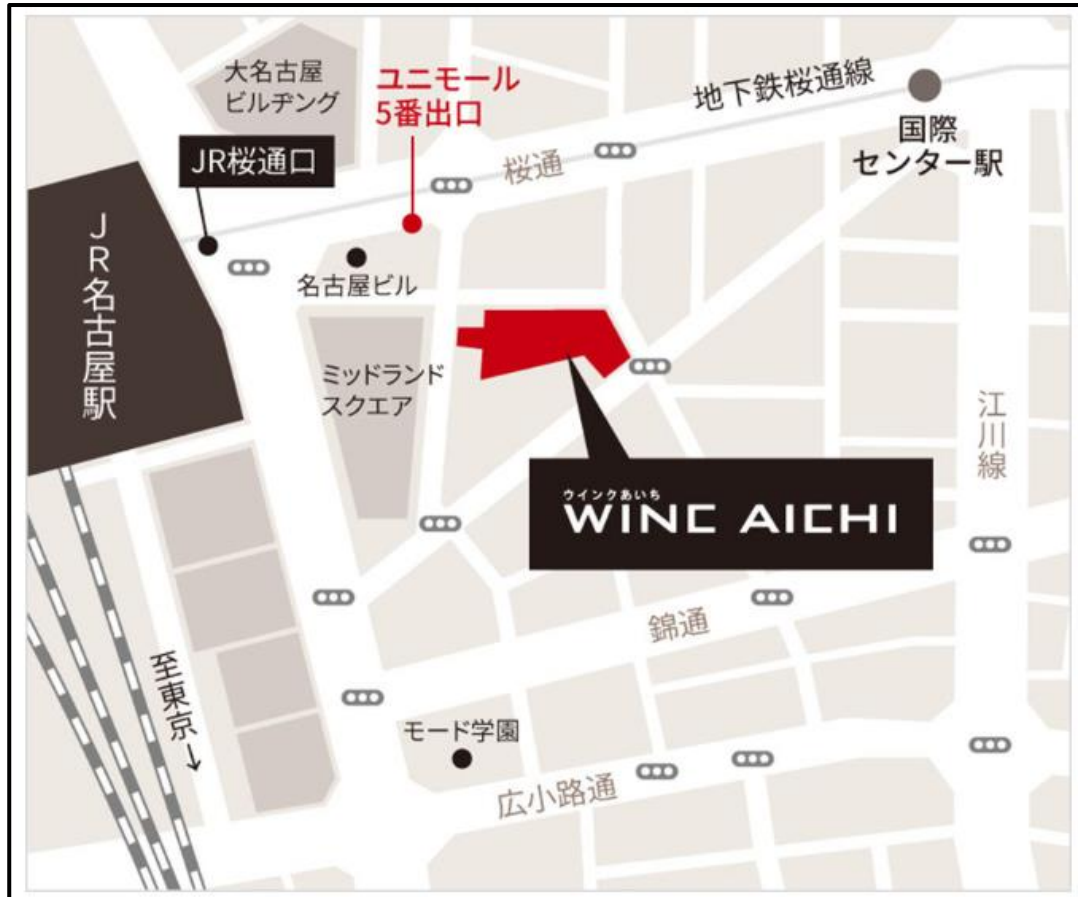 大名古屋
ビルヂング
ユニモール
5番出口
地下鉄桜通線
国際
センター駅
JR桜通口
桜通
JR名古屋駅
名古屋ビル
ミッドランド
スクエア
江川線
ウインクあいち
WINC AICHI
錦通
至東京→
モード学園
広小路通